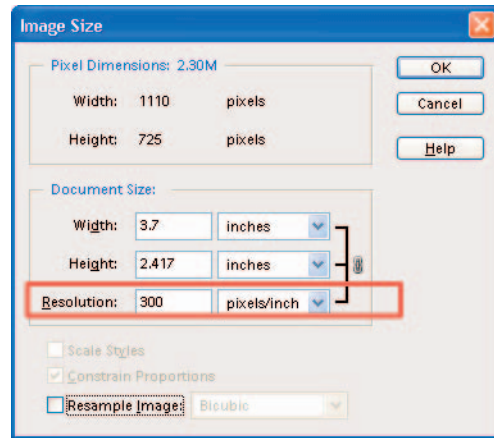 Image Size
Pixel Dimensions: 2.30M
OK
Width: 1110 pixels
Cancel
Height: 725 pixels
Help
Document Size:
Width: 3.7 inches
Height: 2.417 inches
Resolution: 300 pixels/inch
Scale Styles
Constrain Proportions
Resample Image: Bicubic